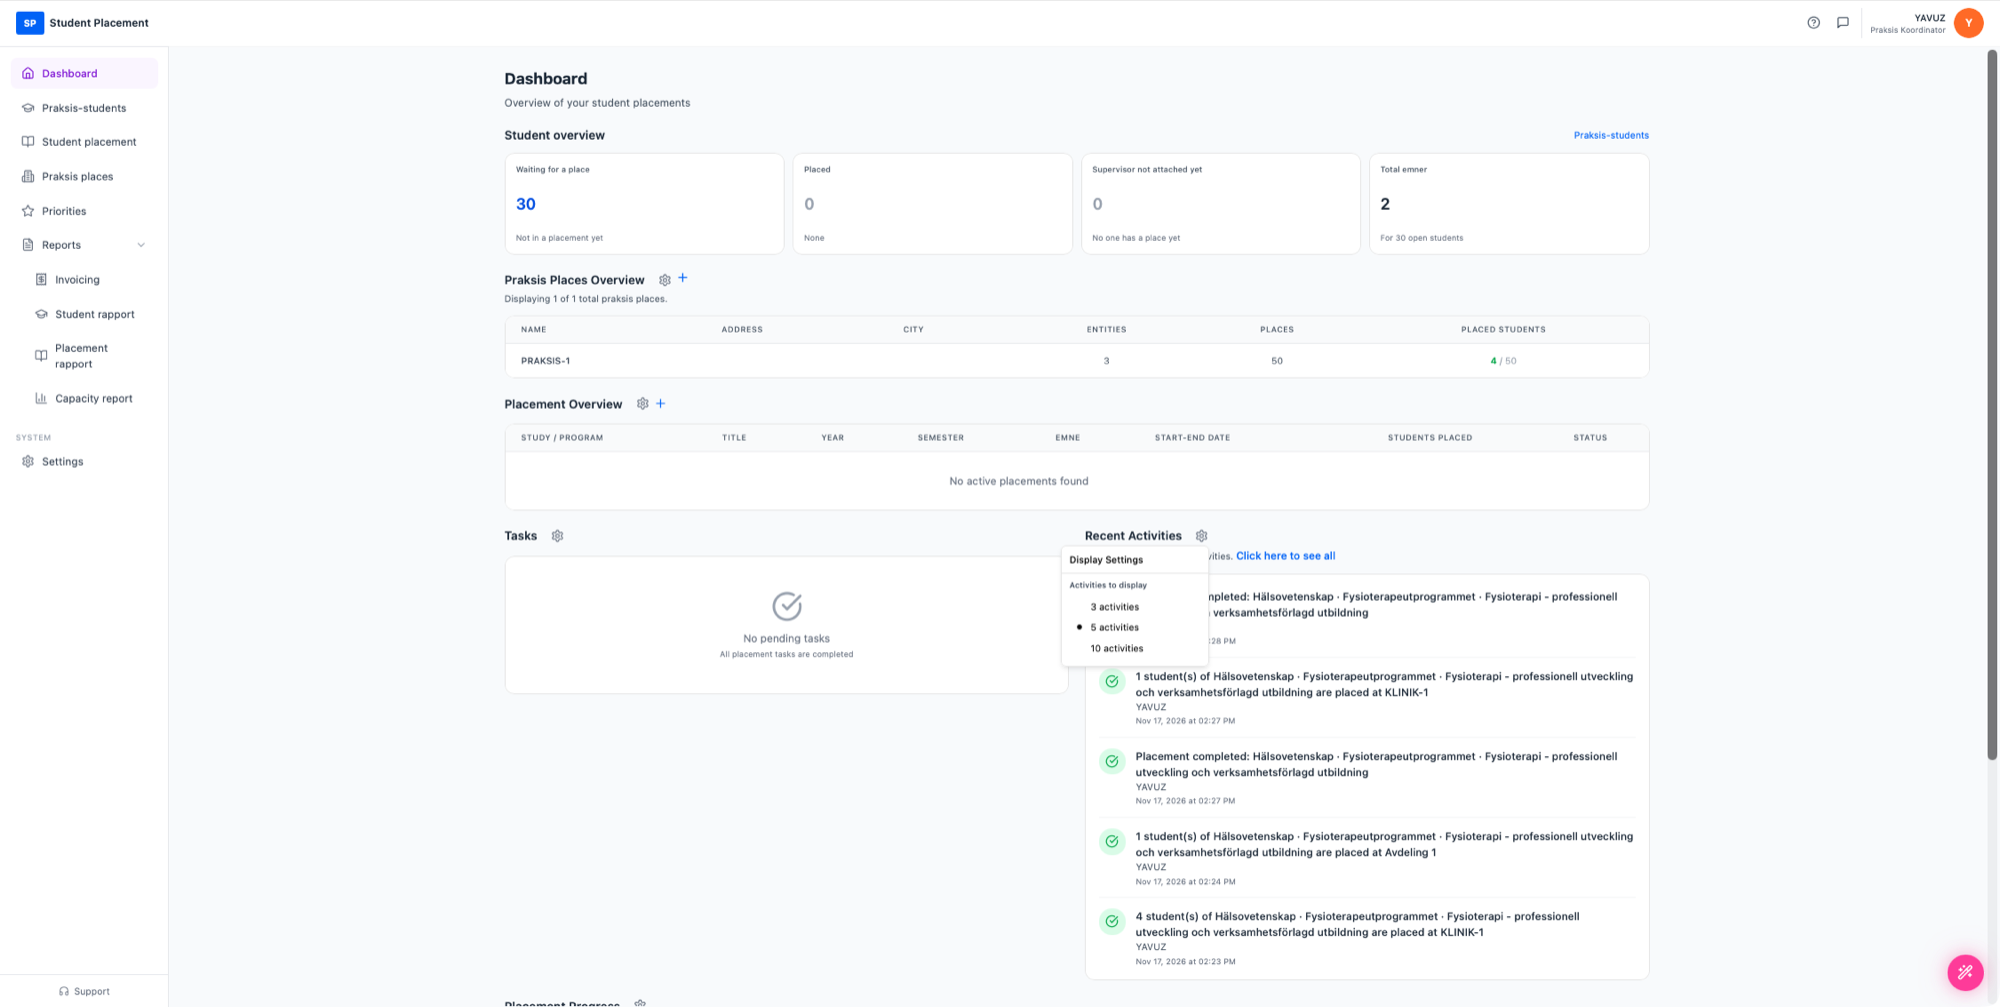 SP Student Placement
YAVUZ
Praksis Koordinator
Y
Dashboard
Praksis-students
Student placement
Praksis places
Priorities
Reports
Invoicing
Student rapport
Placement
rapport
Capacity report
SYSTEM
Settings
Support
Dashboard
Overview of your student placements
Student overview
Praksis-students
Waiting for a place
30
Not in a placement yet
Placed
0
None
Supervisor not attached yet
0
No one has a place yet
Total emner
2
For 30 open students
Praksis Places Overview
Displaying 1 of 1 total praksis places.
NAME ADDRESS CITY ENTITIES PLACES PLACED STUDENTS
PRAKSIS-1 3 50 4 / 50
Placement Overview
STUDY / PROGRAM TITLE YEAR SEMESTER EMNE START-END DATE STUDENTS PLACED STATUS
No active placements found
Tasks
No pending tasks
All placement tasks are completed
Recent Activities
vities. Click here to see all
Display Settings
Activities to display
3 activities
5 activities
10 activities
mpleted: Hälsovetenskap · Fysioterapeutprogrammet · Fysioterapi - professionell
verksamhetsförlagd utbildning
:28 PM
1 student(s) of Hälsovetenskap · Fysioterapeutprogrammet · Fysioterapi - professionell utveckling
och verksamhetsförlagd utbildning are placed at KLINIK-1
YAVUZ
Nov 17, 2026 at 02:27 PM
Placement completed: Hälsovetenskap · Fysioterapeutprogrammet · Fysioterapi - professionell
utveckling och verksamhetsförlagd utbildning
YAVUZ
Nov 17, 2026 at 02:27 PM
1 student(s) of Hälsovetenskap · Fysioterapeutprogrammet · Fysioterapi - professionell utveckling
och verksamhetsförlagd utbildning are placed at Avdeling 1
YAVUZ
Nov 17, 2026 at 02:24 PM
4 student(s) of Hälsovetenskap · Fysioterapeutprogrammet · Fysioterapi - professionell
utveckling och verksamhetsförlagd utbildning are placed at KLINIK-1
YAVUZ
Nov 17, 2026 at 02:23 PM
Placement Progress